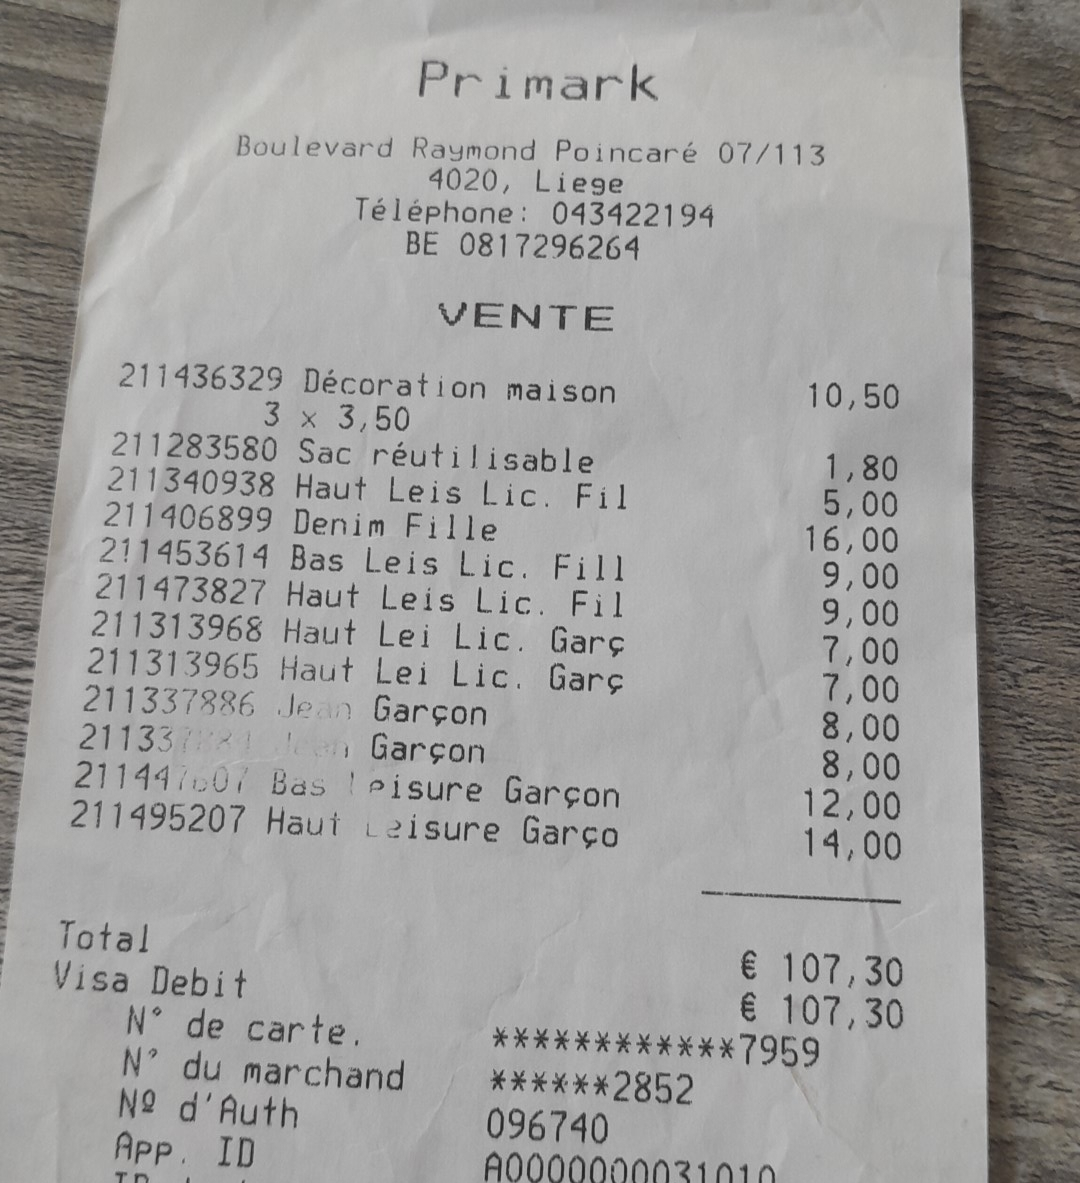 Primark
Boulevard Raymond Poincaré 07/113
4020, Liege
Téléphone: 043422194
BE 0817296264
VENTE
211436329 Décoration maison 10,50
3 x 3,50
211283580 Sac réutilisable 1,80
211340938 Haut Leis Lic. Fil 5,00
211406899 Denim Fille 16,00
211453614 Bas Leis Lic. Fill 9,00
211473827 Haut Leis Lic. Fil 9,00
211313968 Haut Lei Lic. Garç 7,00
211313965 Haut Lei Lic. Garç 7,00
211337886 Jean Garçon 8,00
Jean Garçon 8,00
Bas Leisure Garçon 12,00
211495207 Haut Leisure Garço 14,00
Total € 107,30
Visa Debit € 107,30
N° de carte. ************7959
N° du marchand ******2852
Nº d'Auth 096740
App. ID A0000000031010